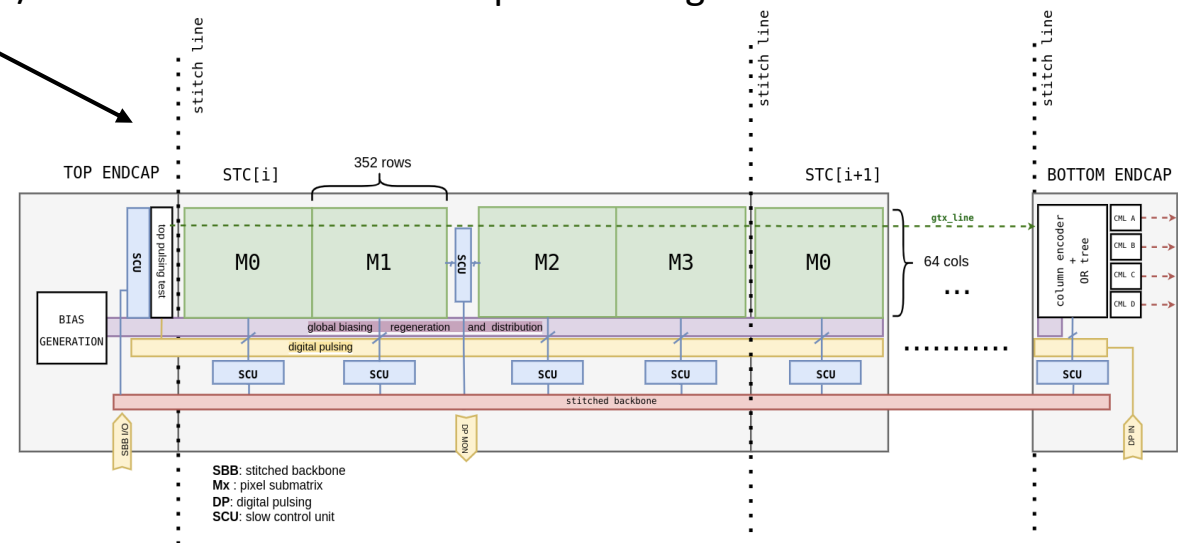 stitch line
stitch line
stitch line
TOP ENDCAP
STC[i]
352 rows
STC[i+1]
BOTTOM ENDCAP
SCU
top pulsing test
M0
M1
SCU
M2
M3
M0
gtx_line
64 cols
...
column encoder
+
OR tree
CML A
CML B
CML C
CML D
BIAS
GENERATION
global biasing regeneration and distribution
digital pulsing
SCU
SCU
SCU
SCU
SCU
SCU
stitched backbone
SBB I/O
DP MON
DP IN
SBB: stitched backbone
Mx : pixel submatrix
DP: digital pulsing
SCU: slow control unit